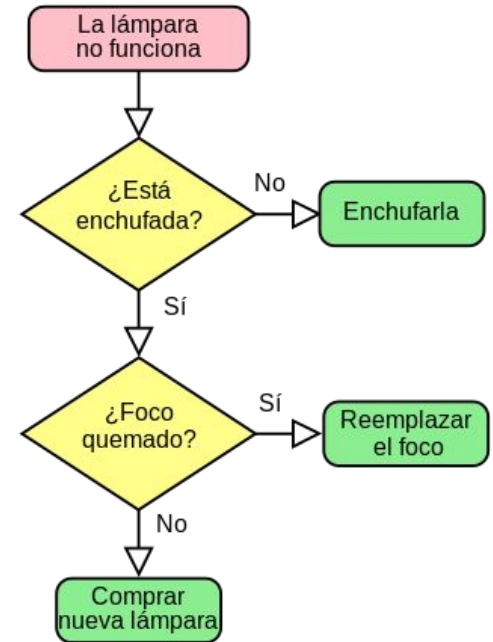 La lámpara
no funciona
¿Está
enchufada?
No
Enchufarla
Sí
¿Foco
quemado?
Sí
Reemplazar
el foco
No
Comprar
nueva lámpara